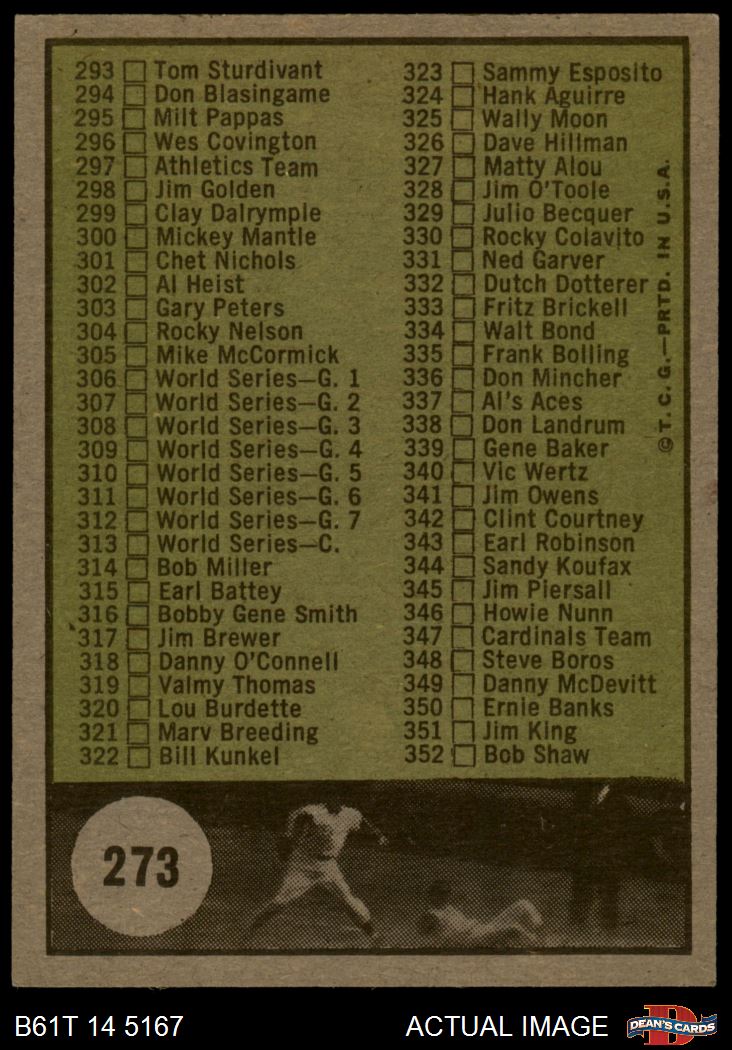 293 Tom Sturdivant
294 Don Blasingame
295 Milt Pappas
296 Wes Covington
297 Athletics Team
298 Jim Golden
299 Clay Dalrymple
300 Mickey Mantle
301 Chet Nichols
302 Al Heist
303 Gary Peters
304 Rocky Nelson
305 Mike McCormick
306 World Series—G. 1
307 World Series—G. 2
308 World Series—G. 3
309 World Series—G. 4
310 World Series—G. 5
311 World Series—G. 6
312 World Series—G. 7
313 World Series—C.
314 Bob Miller
315 Earl Battey
316 Bobby Gene Smith
317 Jim Brewer
318 Danny O'Connell
319 Valmy Thomas
320 Lou Burdette
321 Marv Breeding
322 Bill Kunkel
323 Sammy Esposito
324 Hank Aguirre
325 Wally Moon
326 Dave Hillman
327 Matty Alou
328 Jim O'Toole
329 Julio Becquer
330 Rocky Colavito
331 Ned Garver
332 Dutch Dotterer
333 Fritz Brickell
334 Walt Bond
335 Frank Bolling
336 Don Mincher
337 Al's Aces
338 Don Landrum
339 Gene Baker
340 Vic Wertz
341 Jim Owens
342 Clint Courtney
343 Earl Robinson
344 Sandy Koufax
345 Jim Piersall
346 Howie Nunn
347 Cardinals Team
348 Steve Boros
349 Danny McDevitt
350 Ernie Banks
351 Jim King
352 Bob Shaw
© T. C. G.—PRTD. IN U.S.A.
273
B61T 14 5167
ACTUAL IMAGE
D
DEAN'S CARDS